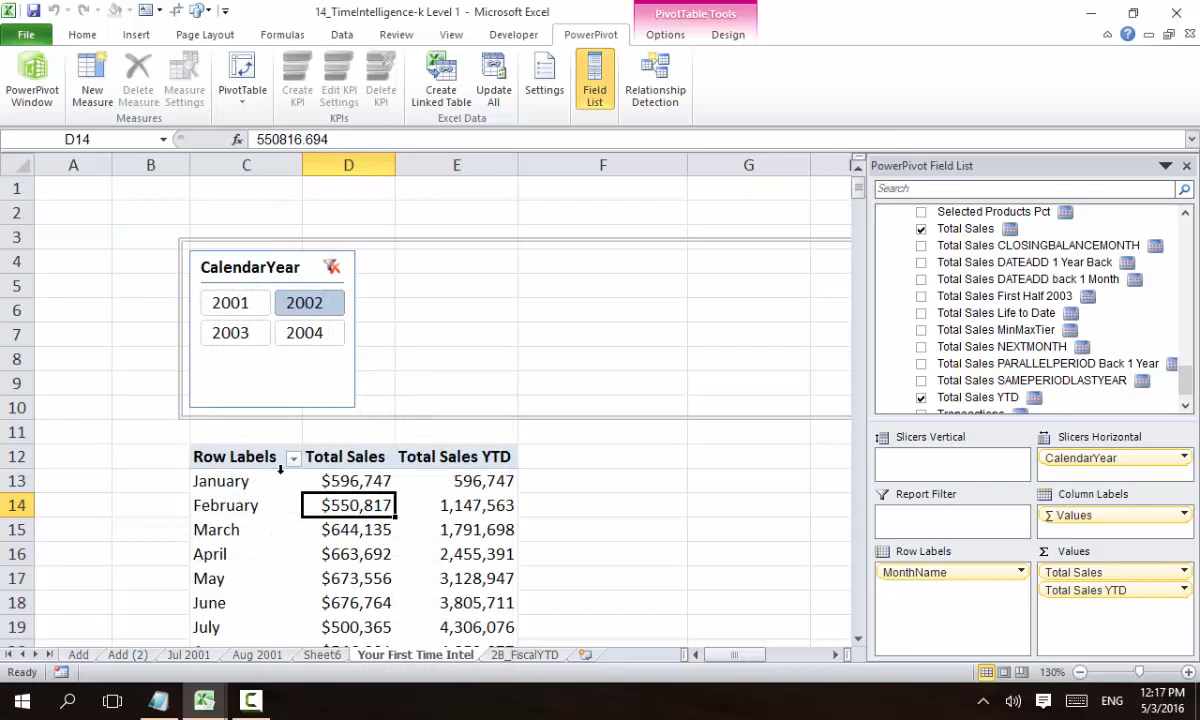 14_TimeIntelligence-k Level 1 - Microsoft Excel
PivotTable Tools
File Home Insert Page Layout Formulas Data Review View Developer PowerPivot Options Design
PowerPivot Window
New Measure
Delete Measure
Measure Settings
PivotTable
Create KPI
Edit KPI Settings
Delete KPI
Create Linked Table
Update All
Settings
Field List
Relationship Detection
Measures
KPIs
Excel Data
D14
fx
550816.694
A B C D E F G
PowerPivot Field List
Search
1
2
3
4
5
6
7
8
9
10
11
12
13
14
15
16
17
18
19
CalendarYear
2001 2002
2003 2004
Row Labels Total Sales Total Sales YTD
January $596,747 596,747
February $550,817 1,147,563
March $644,135 1,791,698
April $663,692 2,455,391
May $673,556 3,128,947
June $676,764 3,805,711
July $500,365 4,306,076
Selected Products Pct
Total Sales
Total Sales CLOSINGBALANCEMONTH
Total Sales DATEADD 1 Year Back
Total Sales DATEADD back 1 Month
Total Sales First Half 2003
Total Sales Life to Date
Total Sales MinMaxTier
Total Sales NEXTMONTH
Total Sales PARALLELPERIOD Back 1 Year
Total Sales SAMEPERIODLASTYEAR
Total Sales YTD
Slicers Vertical
Slicers Horizontal
CalendarYear
Report Filter
Column Labels
Σ Values
Row Labels
MonthName
Σ Values
Total Sales
Total Sales YTD
Add Add (2) Jul 2001 Aug 2001 Sheet6 Your First Time Intel 2B_FiscalYTD
Ready
130%
ENG
12:17 PM
5/3/2016